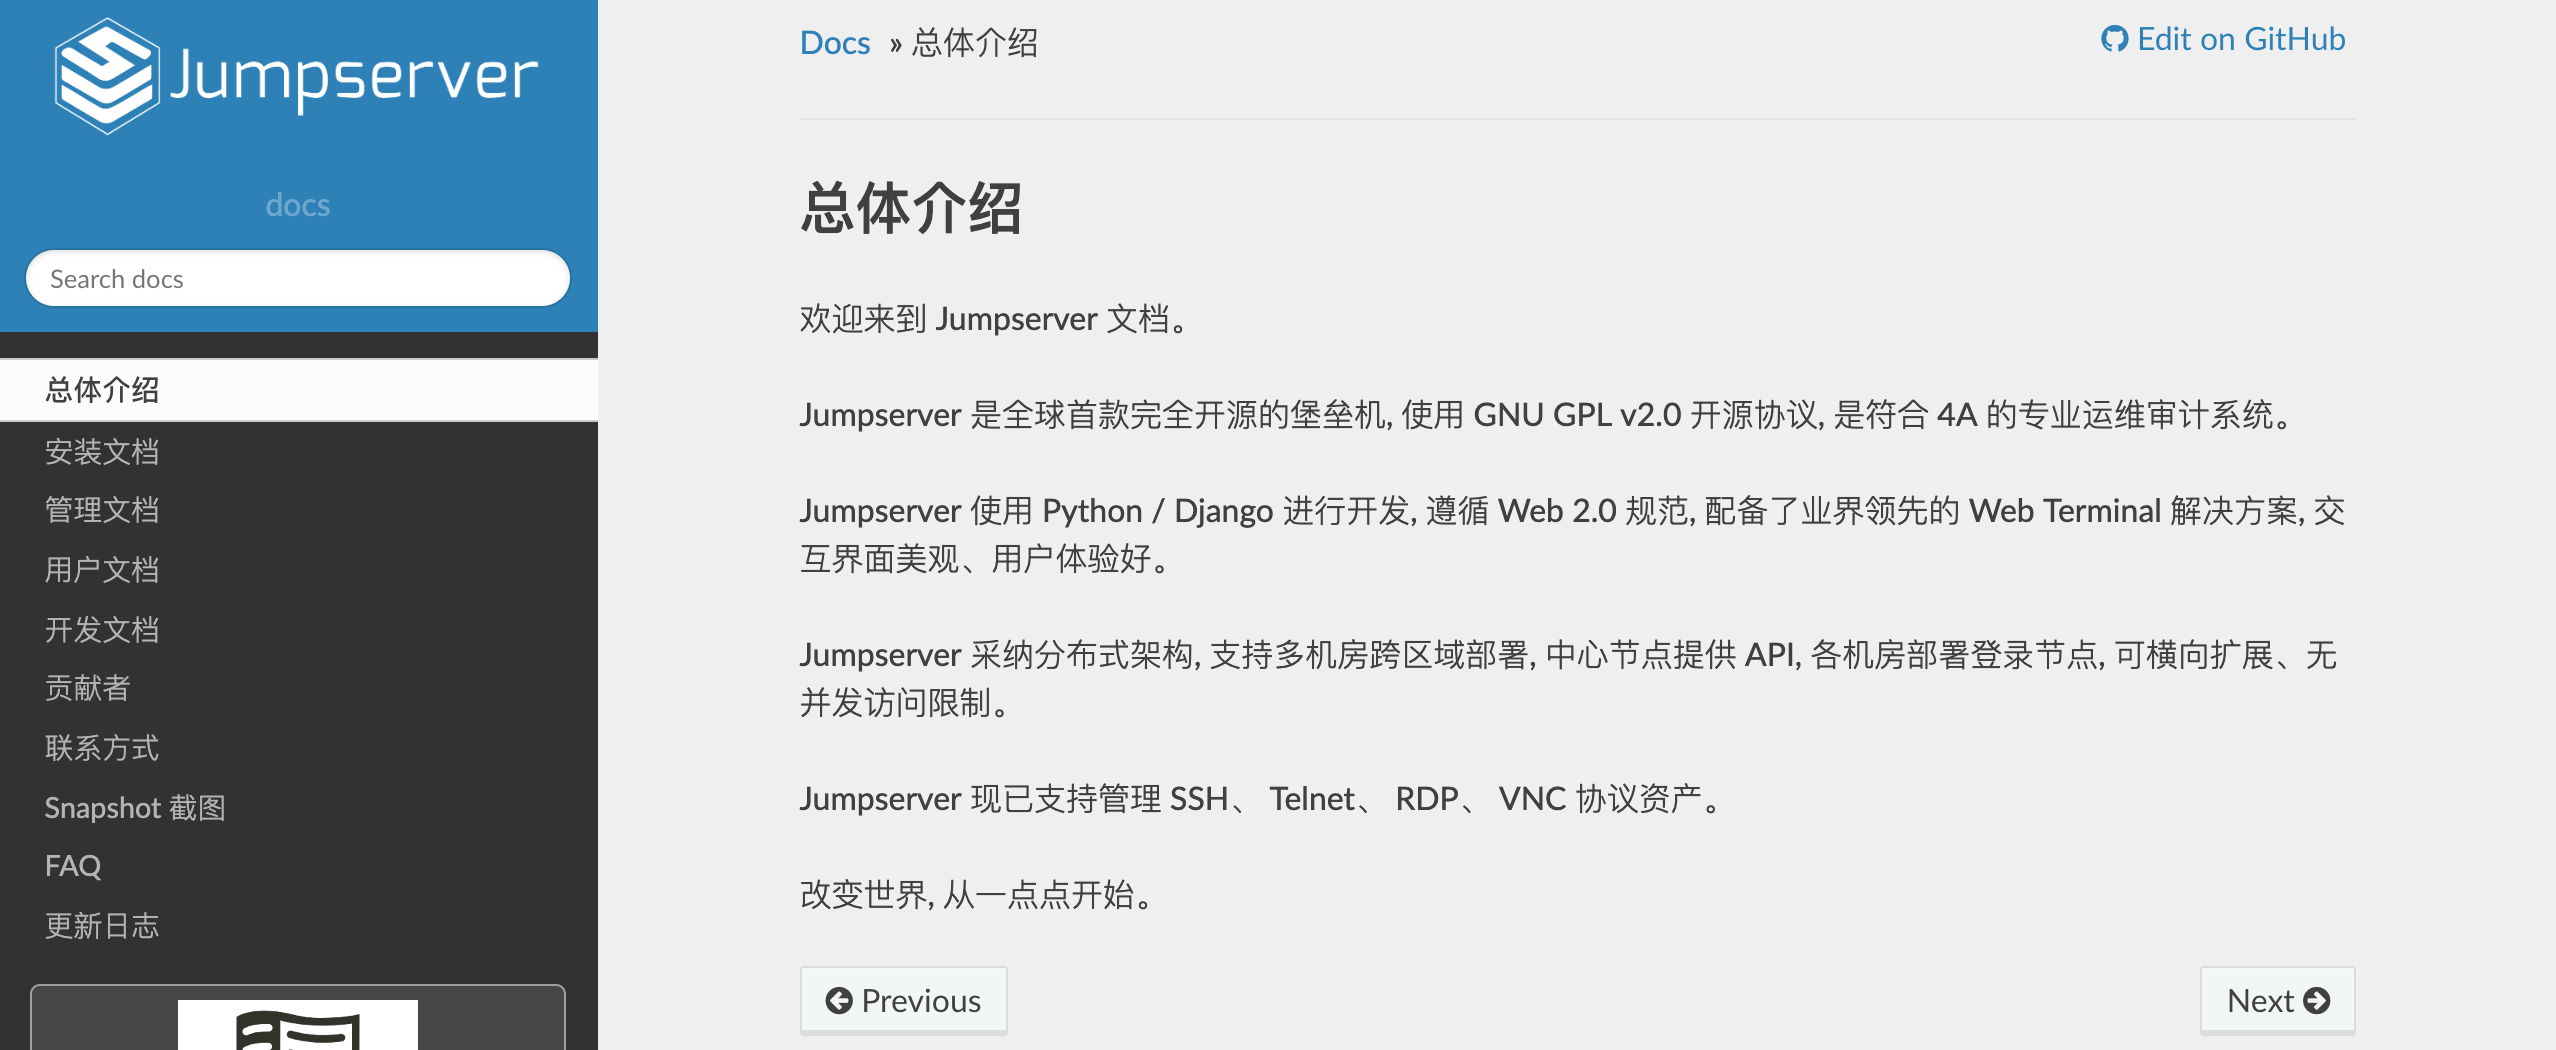 Jumpserver
docs
Search docs
总体介绍
安装文档
管理文档
用户文档
开发文档
贡献者
联系方式
Snapshot 截图
FAQ
更新日志
Docs » 总体介绍
Edit on GitHub
总体介绍
欢迎来到 Jumpserver 文档。
Jumpserver 是全球首款完全开源的堡垒机, 使用 GNU GPL v2.0 开源协议, 是符合 4A 的专业运维审计系统。
Jumpserver 使用 Python / Django 进行开发, 遵循 Web 2.0 规范, 配备了业界领先的 Web Terminal 解决方案, 交
互界面美观、用户体验好。
Jumpserver 采纳分布式架构, 支持多机房跨区域部署, 中心节点提供 API, 各机房部署登录节点, 可横向扩展、无
并发访问限制。
Jumpserver 现已支持管理 SSH、 Telnet、 RDP、 VNC 协议资产。
改变世界, 从一点点开始。
Previous
Next